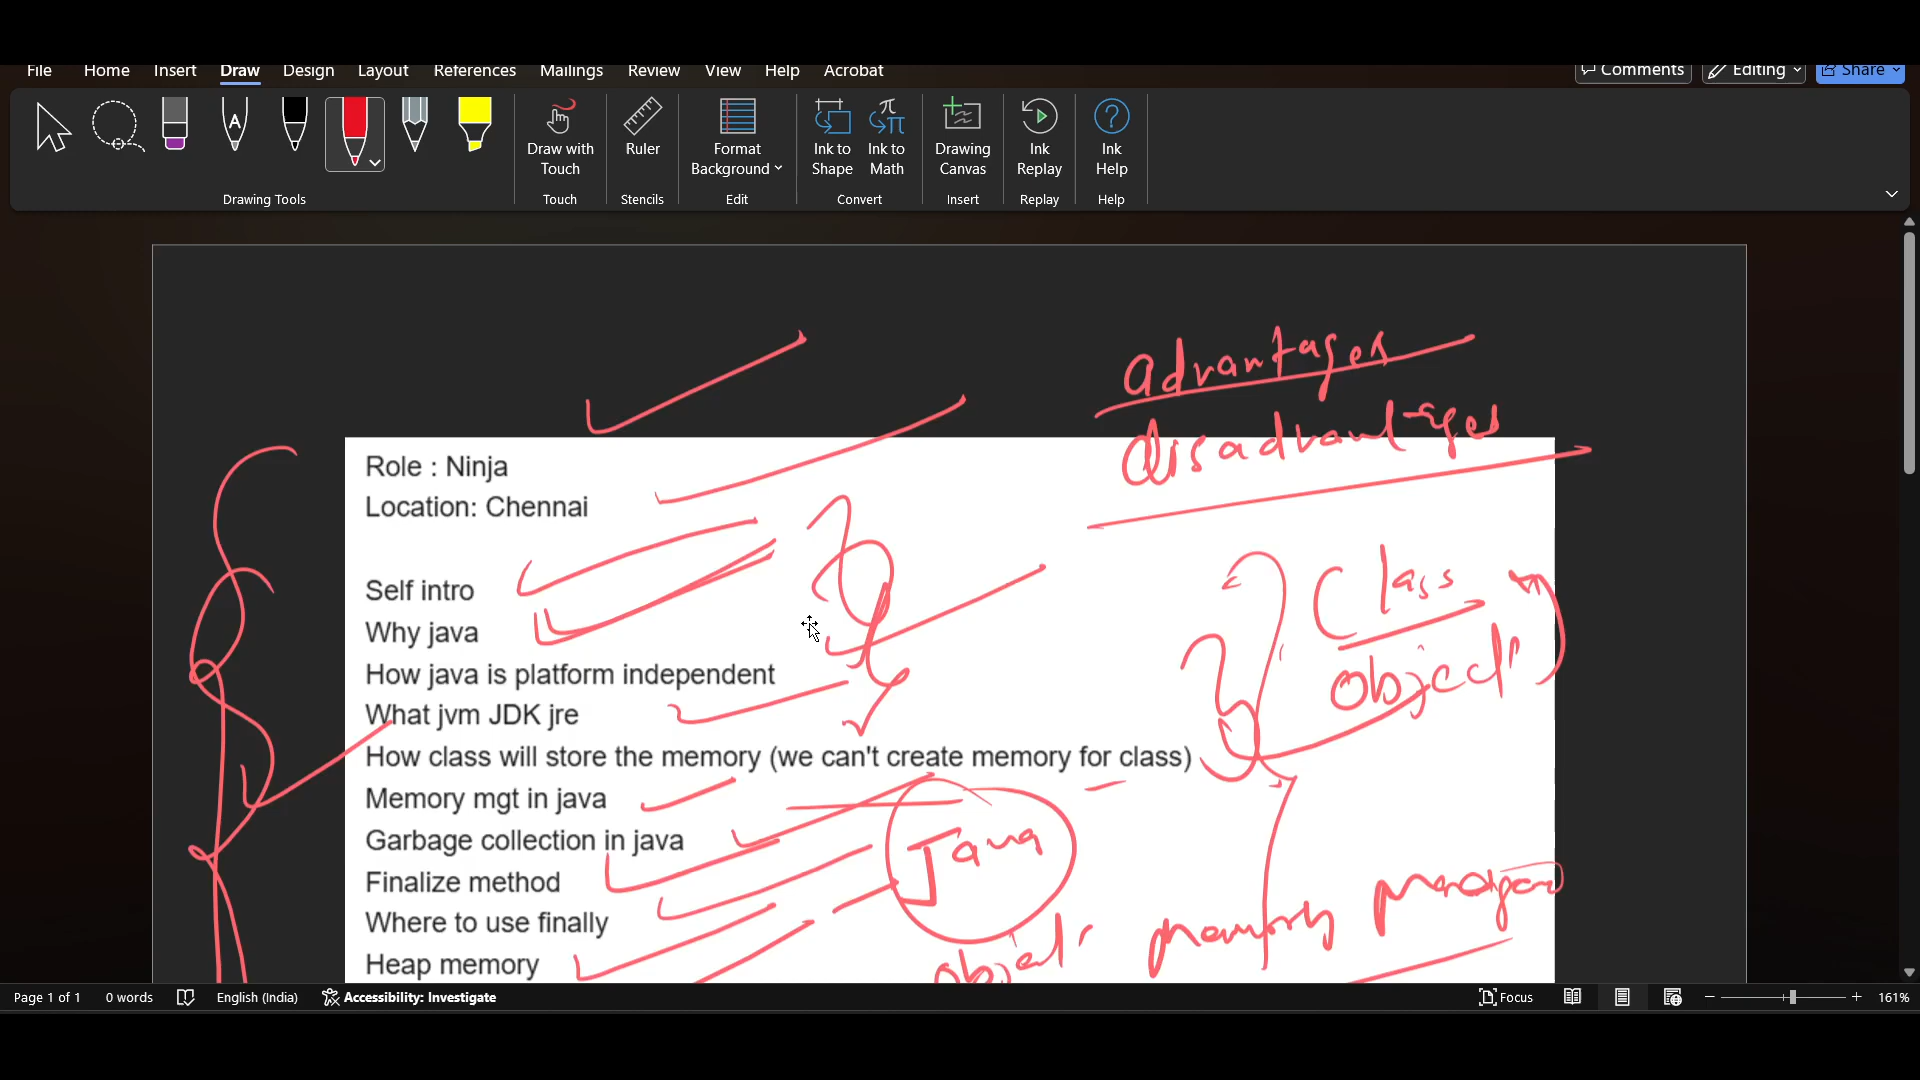 File Home Insert Draw Design Layout References Mailings Review View Help Acrobat Comments Editing Share
A
Draw with Touch
Ruler
Format Background
Ink to Shape
Ink to Math
Drawing Canvas
Ink Replay
Ink Help
Drawing Tools Touch Stencils Edit Convert Insert Replay Help
advantages
disadvantages
Role : Ninja
Location: Chennai
Self intro
Why java
How java is platform independent
What jvm JDK jre
How class will store the memory (we can't create memory for class)
Memory mgt in java
Garbage collection in java
Finalize method
Where to use finally
Heap memory
Class
object
Java
object
memory
Page 1 of 1 0 words English (India) Accessibility: Investigate Focus 161%